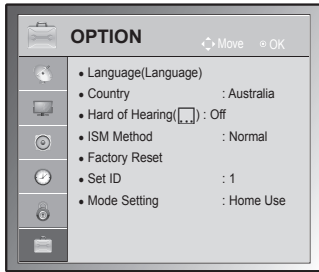 OPTION
Move OK
• Language(Language)
• Country : Australia
• Hard of Hearing( ... ) : Off
• ISM Method : Normal
• Factory Reset
• Set ID : 1
• Mode Setting : Home Use